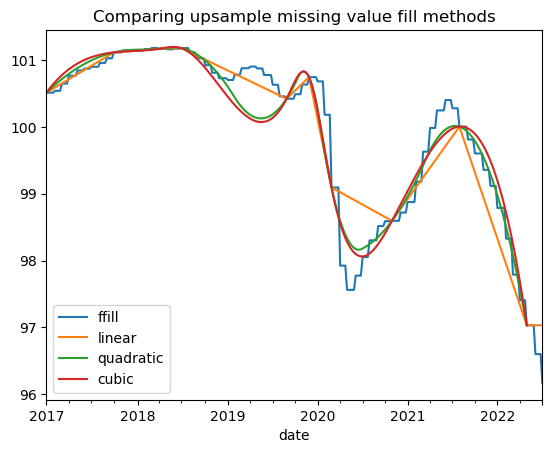 Comparing upsample missing value fill methods
101
100
99
98
97
96
ffill
linear
quadratic
cubic
2017 2018 2019 2020 2021 2022
date